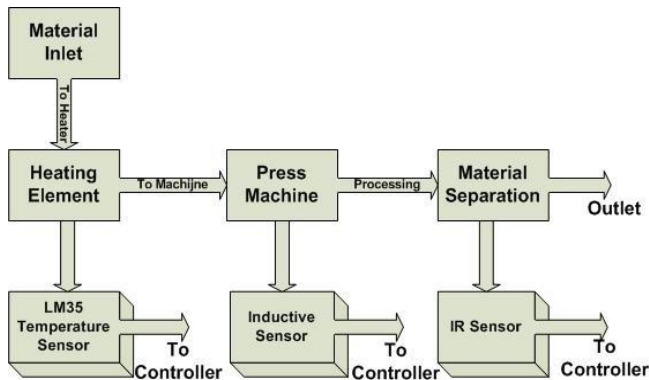 Material
Inlet
To Heater
Heating
Element
To Machijne
Press
Machine
Processing
Material
Separation
Outlet
LM35
Temperature
Sensor
To
Controller
Inductive
Sensor
To
Controller
IR Sensor
To
Controller